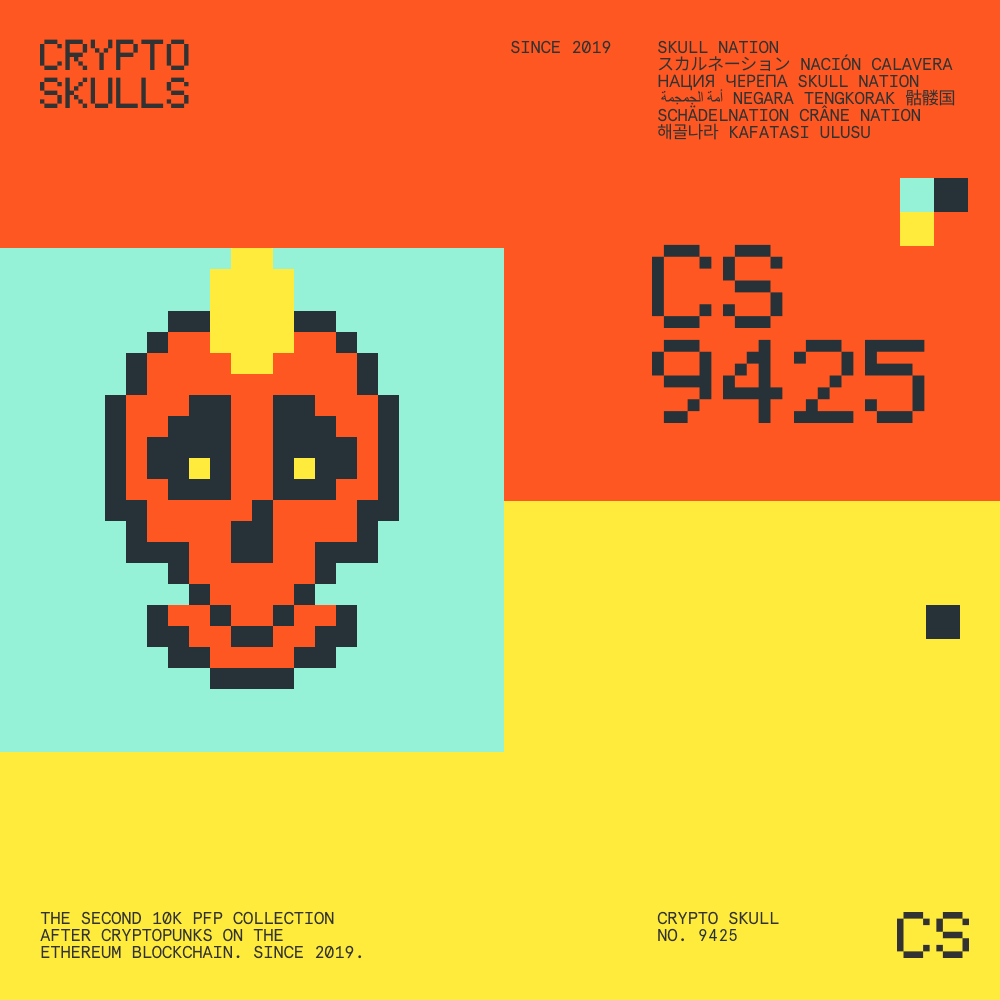 CRYPTO
SKULLS
SINCE 2019
SKULL NATION
スカルネーション NACIÓN CALAVERA
НАЦИЯ ЧЕРЕПА SKULL NATION
أمة الجمجمة NEGARA TENGKORAK 骷髅国
SCHÄDELNATION CRÂNE NATION
해골나라 KAFATASI ULUSU
CS
9425
THE SECOND 10K PFP COLLECTION
AFTER CRYPTOPUNKS ON THE
ETHEREUM BLOCKCHAIN. SINCE 2019.
CRYPTO SKULL
NO. 9425
CS